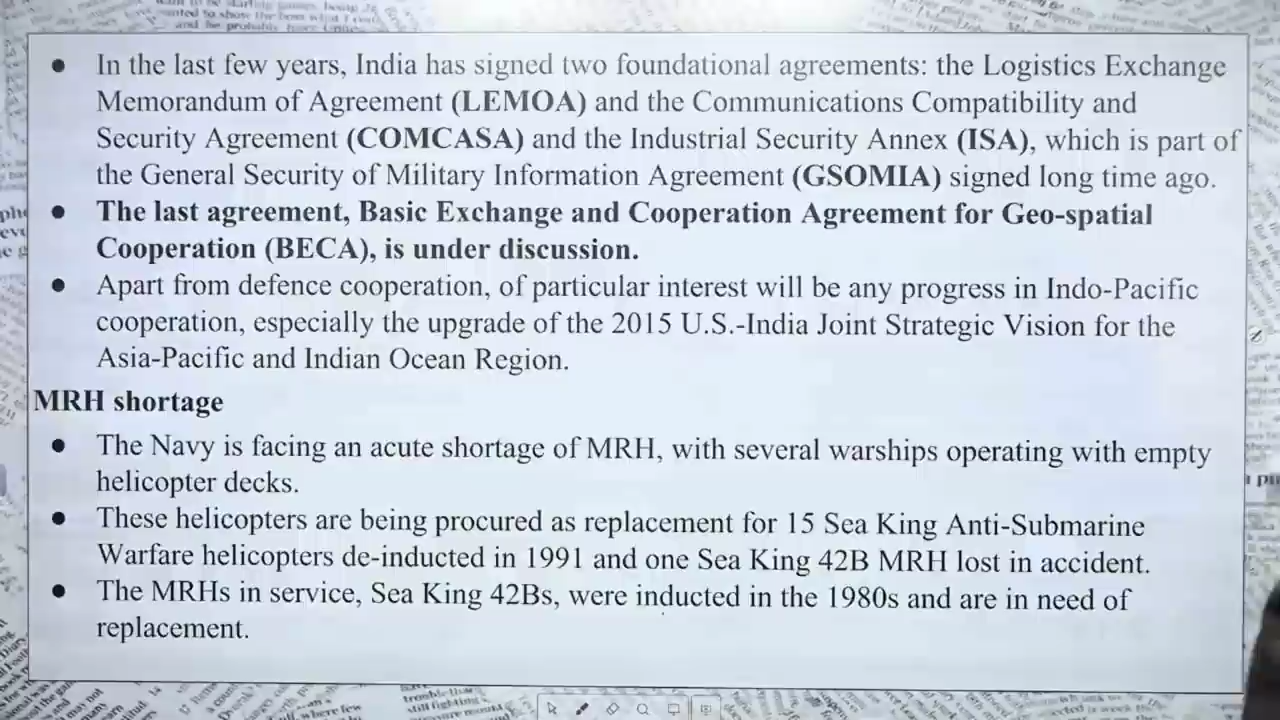 ● In the last few years, India has signed two foundational agreements: the Logistics Exchange
Memorandum of Agreement (LEMOA) and the Communications Compatibility and
Security Agreement (COMCASA) and the Industrial Security Annex (ISA), which is part of
the General Security of Military Information Agreement (GSOMIA) signed long time ago.
● The last agreement, Basic Exchange and Cooperation Agreement for Geo-spatial
Cooperation (BECA), is under discussion.
● Apart from defence cooperation, of particular interest will be any progress in Indo-Pacific
cooperation, especially the upgrade of the 2015 U.S.-India Joint Strategic Vision for the
Asia-Pacific and Indian Ocean Region.
MRH shortage
● The Navy is facing an acute shortage of MRH, with several warships operating with empty
helicopter decks.
● These helicopters are being procured as replacement for 15 Sea King Anti-Submarine
Warfare helicopters de-inducted in 1991 and one Sea King 42B MRH lost in accident.
● The MRHs in service, Sea King 42Bs, were inducted in the 1980s and are in need of
replacement.